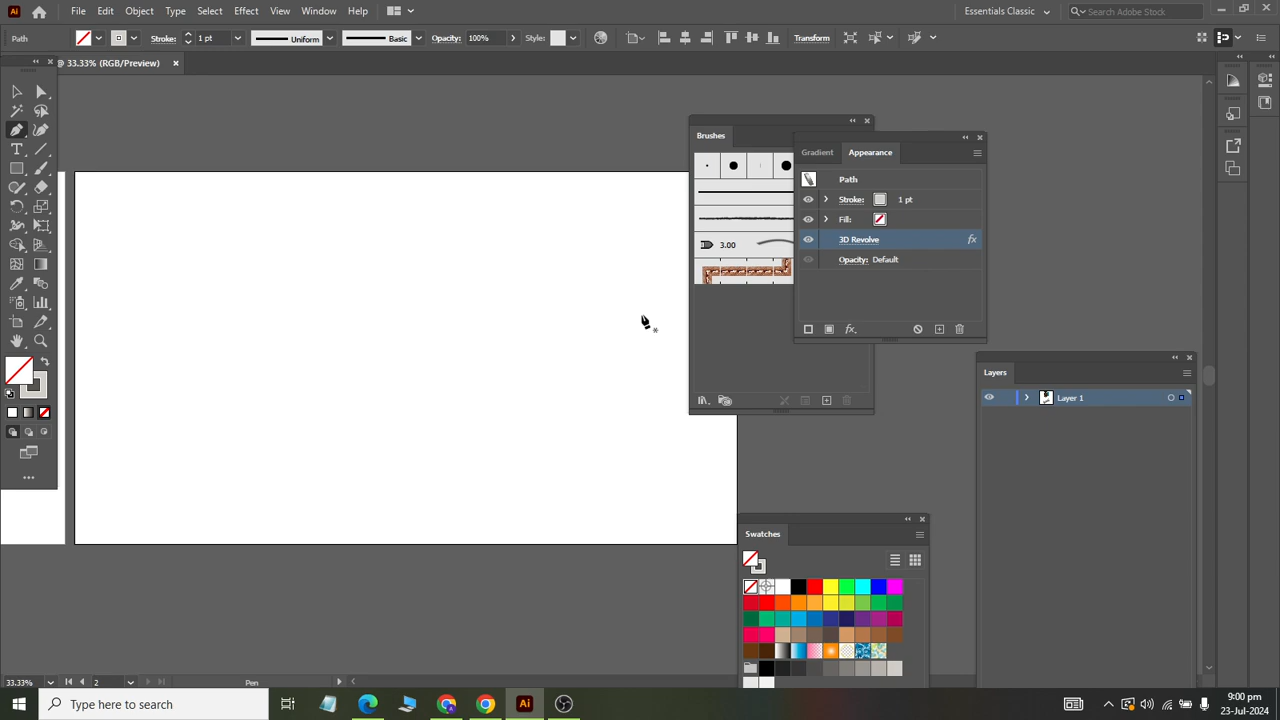 Ai File Edit Object Type Select Effect View Window Help Essentials Classic Search Adobe Stock
Path Stroke: 1 pt Uniform Basic Opacity: 100% Style: Transform
@ 33.33% (RGB/Preview)
Brushes
3.00
Gradient Appearance
Path
Stroke: 1 pt
Fill:
3D Revolve fx
Opacity: Default
fx.
Layers
Layer 1
Swatches
33.33% 2 Pen
Type here to search Ai 9:00 pm
23-Jul-2024